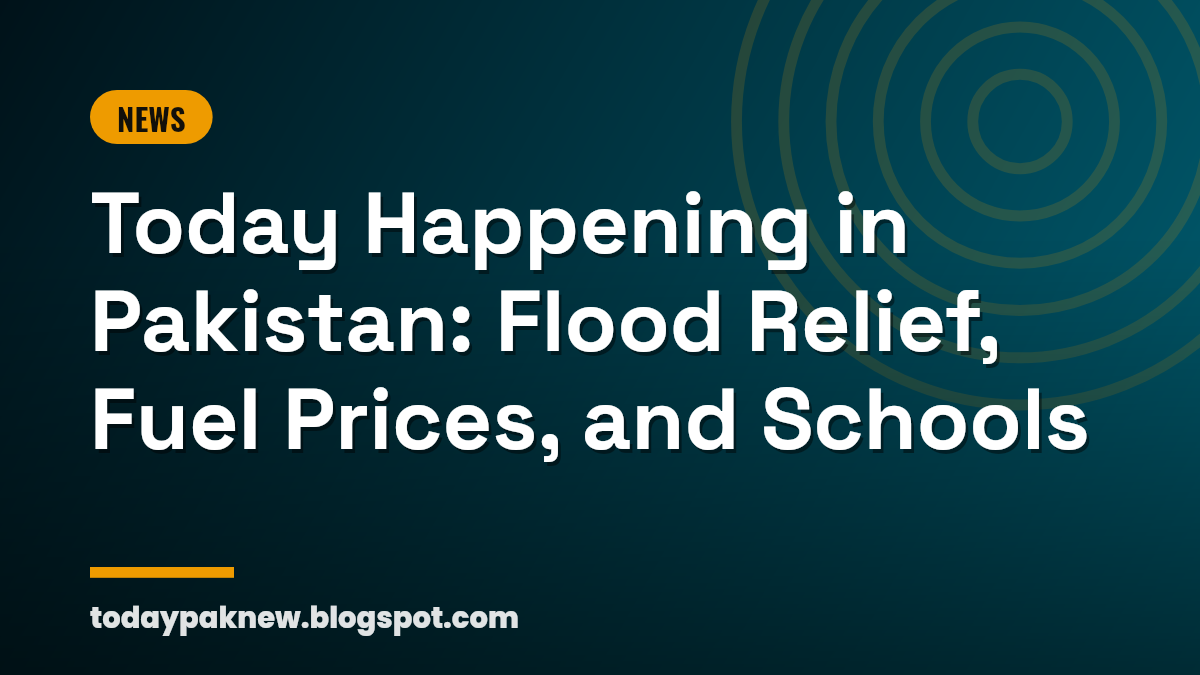 NEWS
Today Happening in
Pakistan: Flood Relief,
Fuel Prices, and Schools
todaypaknew.blogspot.com